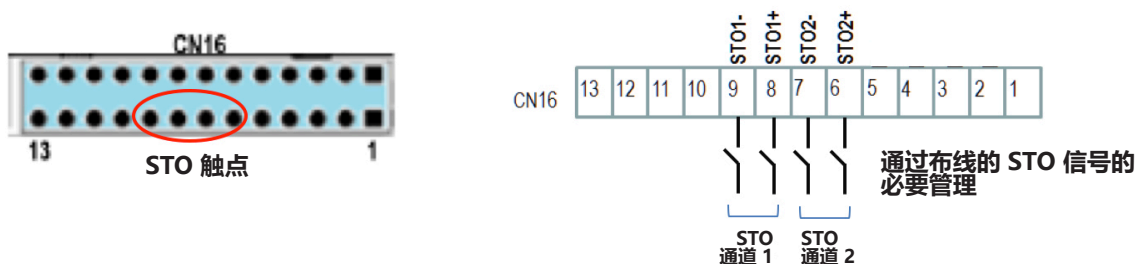 CN16
13
1
STO 触点
STO1-
STO1+
STO2-
STO2+
CN16
13 12 11 10 9 8 7 6 5 4 3 2 1
通过布线的 STO 信号的
必要管理
STO
通道 1
STO
通道 2